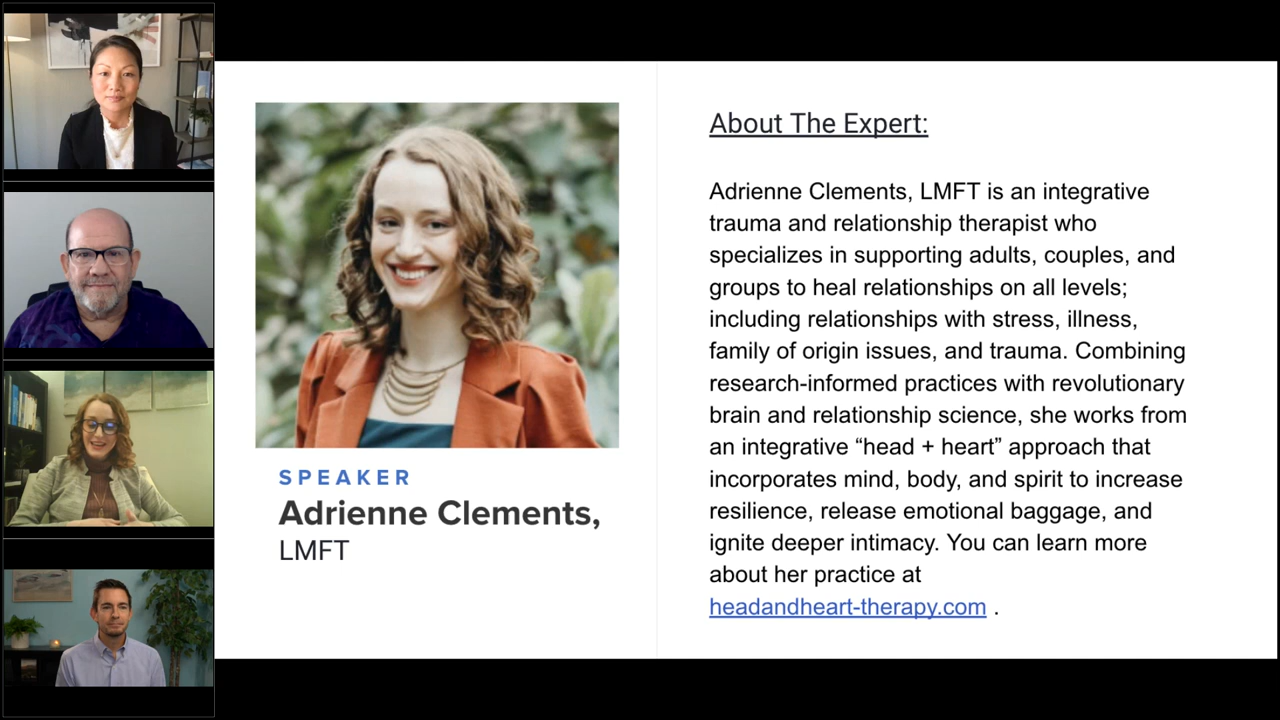 SPEAKER
Adrienne Clements,
LMFT
About The Expert:
Adrienne Clements, LMFT is an integrative
trauma and relationship therapist who
specializes in supporting adults, couples, and
groups to heal relationships on all levels;
including relationships with stress, illness,
family of origin issues, and trauma. Combining
research-informed practices with revolutionary
brain and relationship science, she works from
an integrative “head + heart” approach that
incorporates mind, body, and spirit to increase
resilience, release emotional baggage, and
ignite deeper intimacy. You can learn more
about her practice at
headandheart-therapy.com .